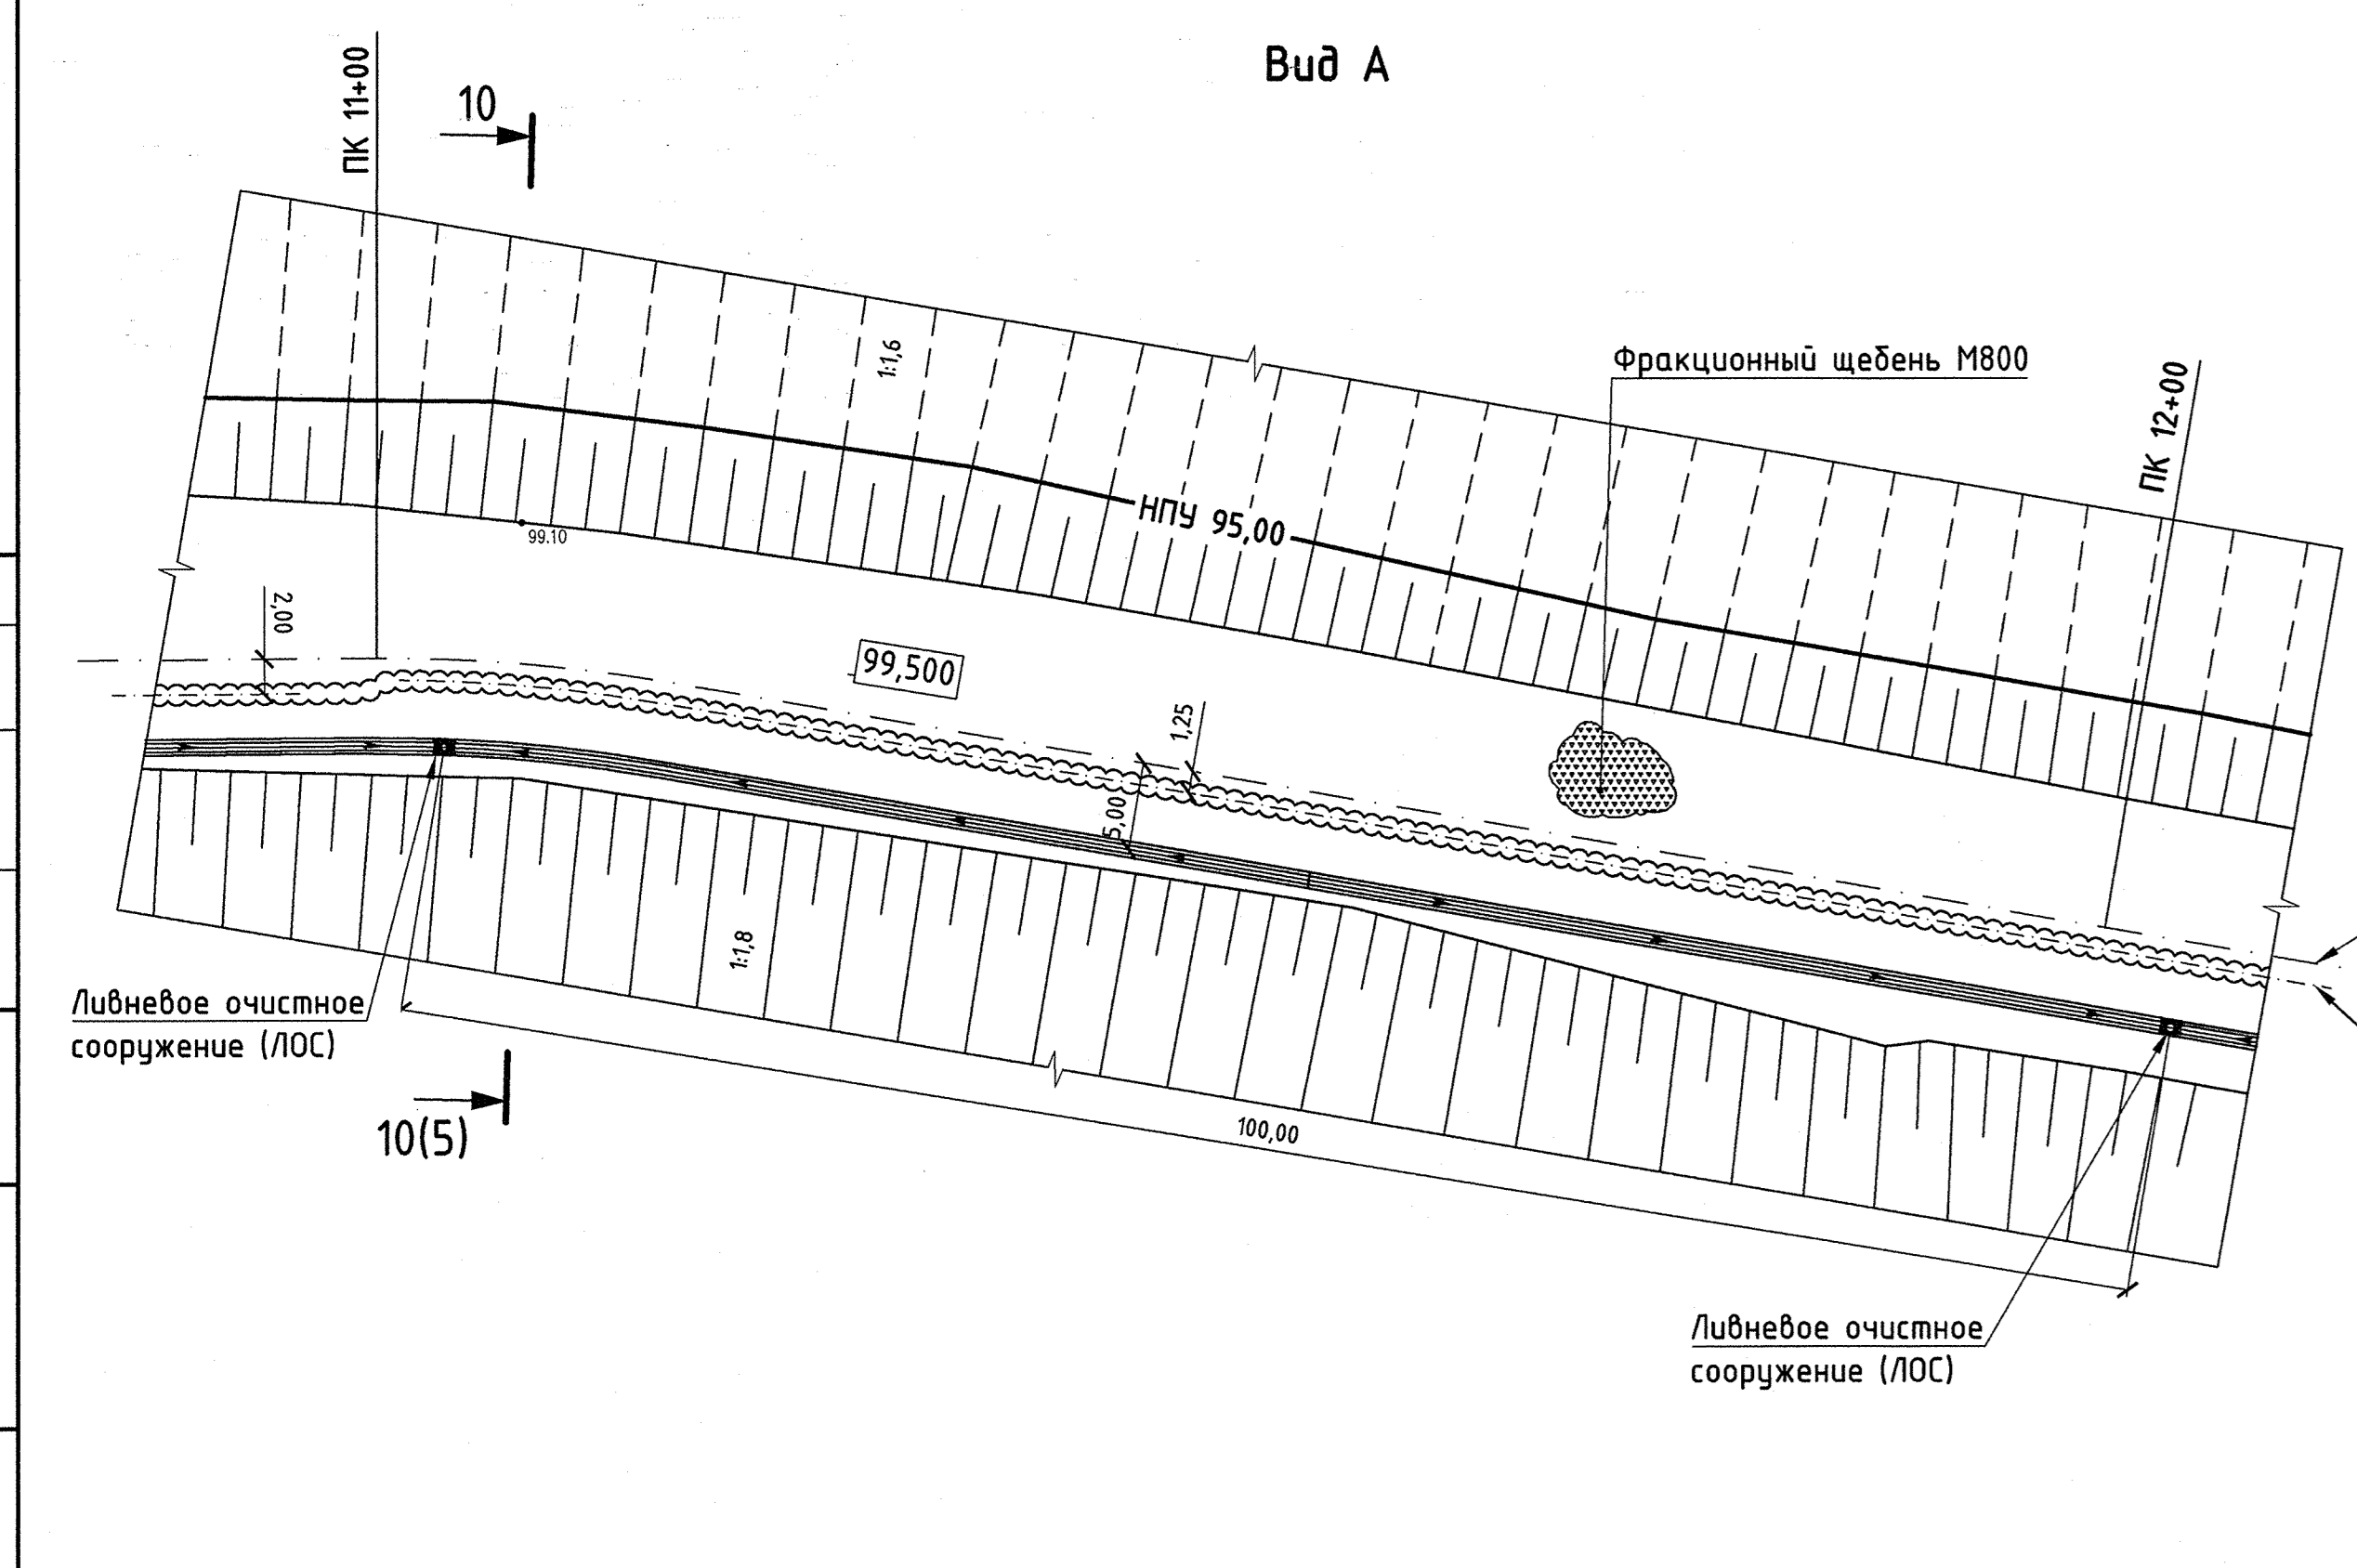 Вид А
ПК 11+00
10
1:1,6
Фракционный щебень М800
ПК 12+00
НПУ 95,00
99.10
2,00
99,500
1,25
5,00
1:1,8
Ливневое очистное
сооружение (ЛОС)
10(5)
100,00
Ливневое очистное
сооружение (ЛОС)